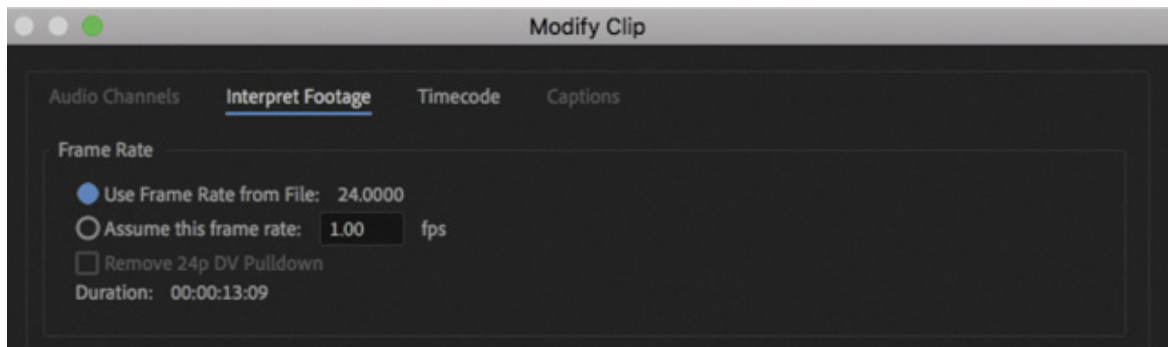 Modify Clip
Audio Channels Interpret Footage Timecode Captions
Frame Rate
Use Frame Rate from File: 24.0000
Assume this frame rate: 1.00 fps
Remove 24p DV Pulldown
Duration: 00:00:13:09